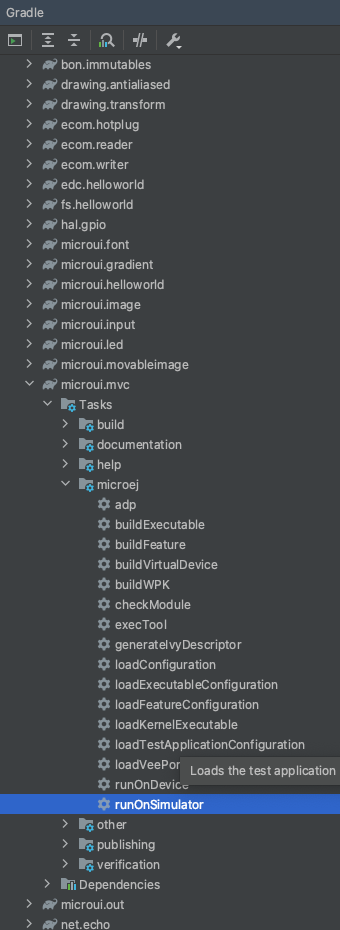 Gradle
bon.immutables
drawing.antialiased
drawing.transform
ecom.hotplug
ecom.reader
ecom.writer
edc.helloworld
fs.helloworld
hal.gpio
microui.font
microui.gradient
microui.helloworld
microui.image
microui.input
microui.led
microui.movableimage
microui.mvc
Tasks
build
documentation
help
microej
adp
buildExecutable
buildFeature
buildVirtualDevice
buildWPK
checkModule
execTool
generateIvyDescriptor
loadConfiguration
loadExecutableConfiguration
loadFeatureConfiguration
loadKernelExecutable
loadTestApplicationConfiguration
loadVeePor
Loads the test application
runOnDevice
runOnSimulator
other
publishing
verification
Dependencies
microui.out
net.echo